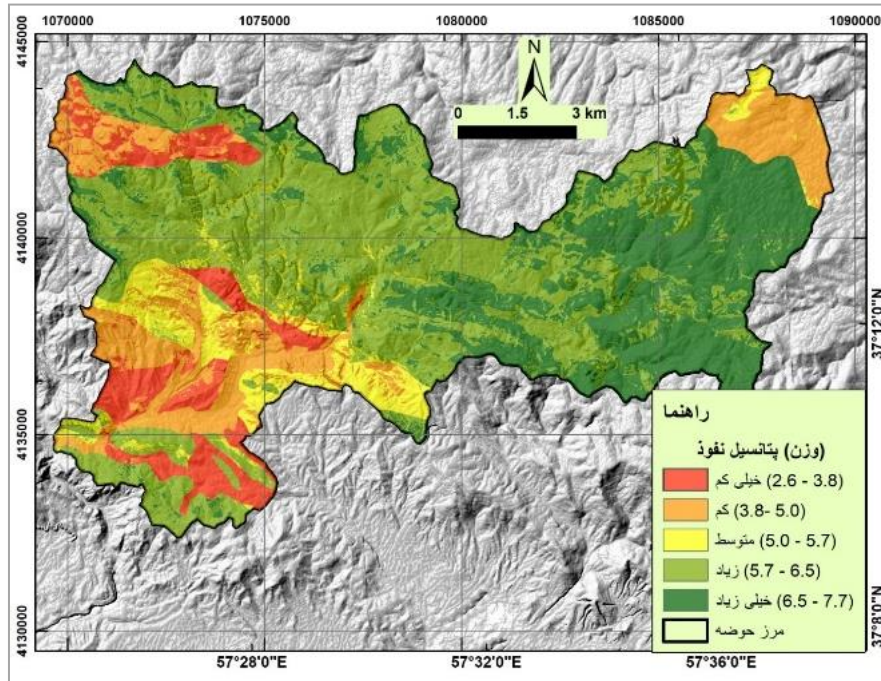 1070000 1075000 1080000 1085000 1090000
4145000
N
0 1.5 3 km
4140000
37°12'0"N
4135000
راهنما
(وزن) پتانسیل نفوذ
خیلی کم (2.6 - 3.8)
کم (3.8- 5.0)
متوسط (5.0 - 5.7)
زیاد (5.7 - 6.5)
خیلی زیاد (6.5 - 7.7)
مرز حوضه
4130000
37°8'0"N
57°28'0"E 57°32'0"E 57°36'0"E